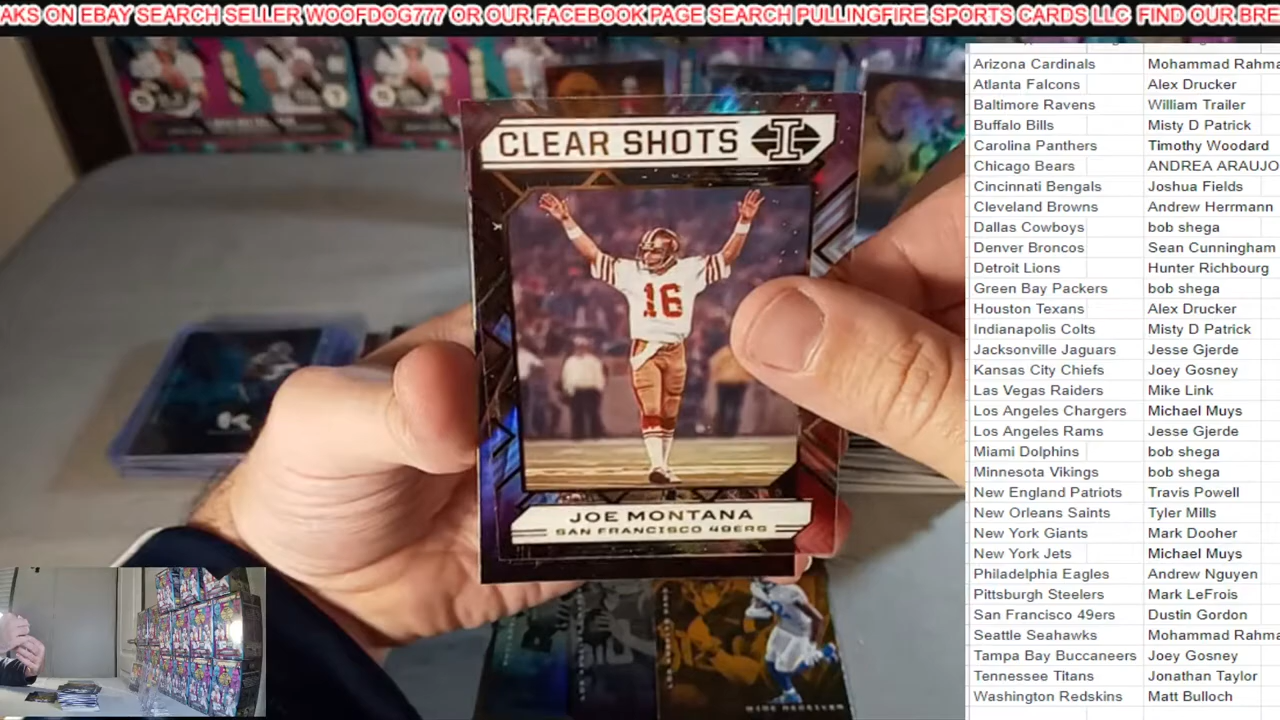 AKS ON EBAY SEARCH SELLER WOOFDOG777 OR OUR FACEBOOK PAGE SEARCH PULLINGFIRE SPORTS CARDS LLC FIND OUR BRE
CLEAR SHOTS I
16
JOE MONTANA
SAN FRANCISCO 49ERS
WIDE RECEIVER
Arizona Cardinals Mohammad Rahma
Atlanta Falcons Alex Drucker
Baltimore Ravens William Trailer
Buffalo Bills Misty D Patrick
Carolina Panthers Timothy Woodard
Chicago Bears ANDREA ARAUJO
Cincinnati Bengals Joshua Fields
Cleveland Browns Andrew Herrmann
Dallas Cowboys bob shega
Denver Broncos Sean Cunningham
Detroit Lions Hunter Richbourg
Green Bay Packers bob shega
Houston Texans Alex Drucker
Indianapolis Colts Misty D Patrick
Jacksonville Jaguars Jesse Gjerde
Kansas City Chiefs Joey Gosney
Las Vegas Raiders Mike Link
Los Angeles Chargers Michael Muys
Los Angeles Rams Jesse Gjerde
Miami Dolphins bob shega
Minnesota Vikings bob shega
New England Patriots Travis Powell
New Orleans Saints Tyler Mills
New York Giants Mark Dooher
New York Jets Michael Muys
Philadelphia Eagles Andrew Nguyen
Pittsburgh Steelers Mark LeFrois
San Francisco 49ers Dustin Gordon
Seattle Seahawks Mohammad Rahma
Tampa Bay Buccaneers Joey Gosney
Tennessee Titans Jonathan Taylor
Washington Redskins Matt Bulloch